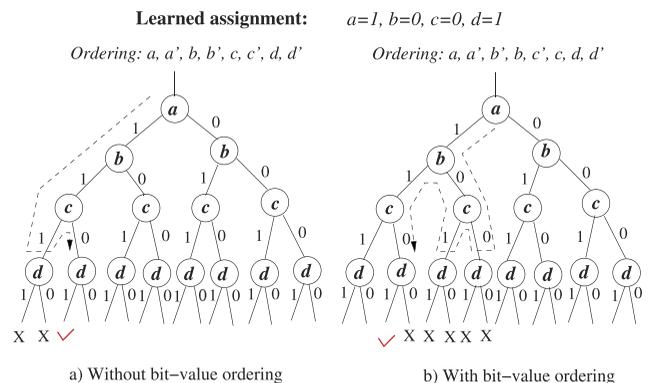 Learned assignment: a=1, b=0, c=0, d=1
Ordering: a, a’, b, b’, c, c’, d, d’ Ordering: a, a’, b’, b, c’, c, d, d’
a a
1 0 1 0
b b b b
1 0 1 0 1 0 1 0
c c c c c c c c
1 0 1 0 1 0 1 0 1 0 1 0 1 0 1 0
d d d d d d d d d d d d d d d d
1 0 1 0 1 0 1 0 1 0 1 0 1 0 1 0 1 0 1 0 1 0 1 0 1 0 1 0 1 0 1 0
X X X X X X X
a) Without bit−value ordering b) With bit−value ordering